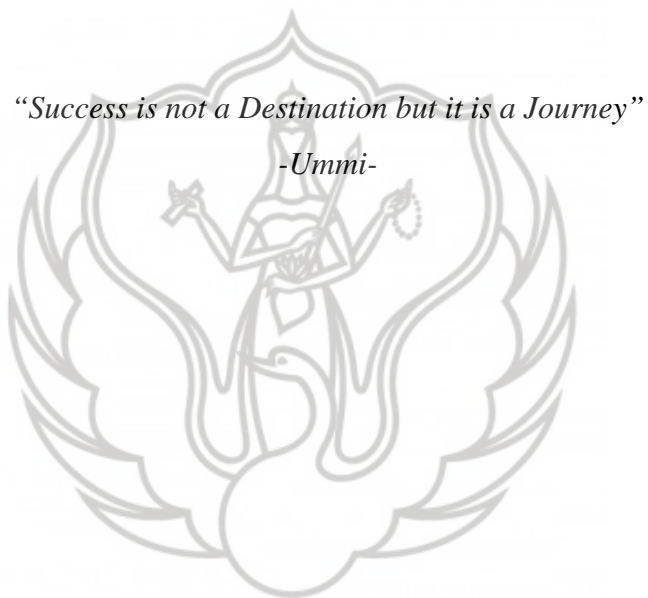 “Success is not a Destination but it is a Journey”
-Ummi-